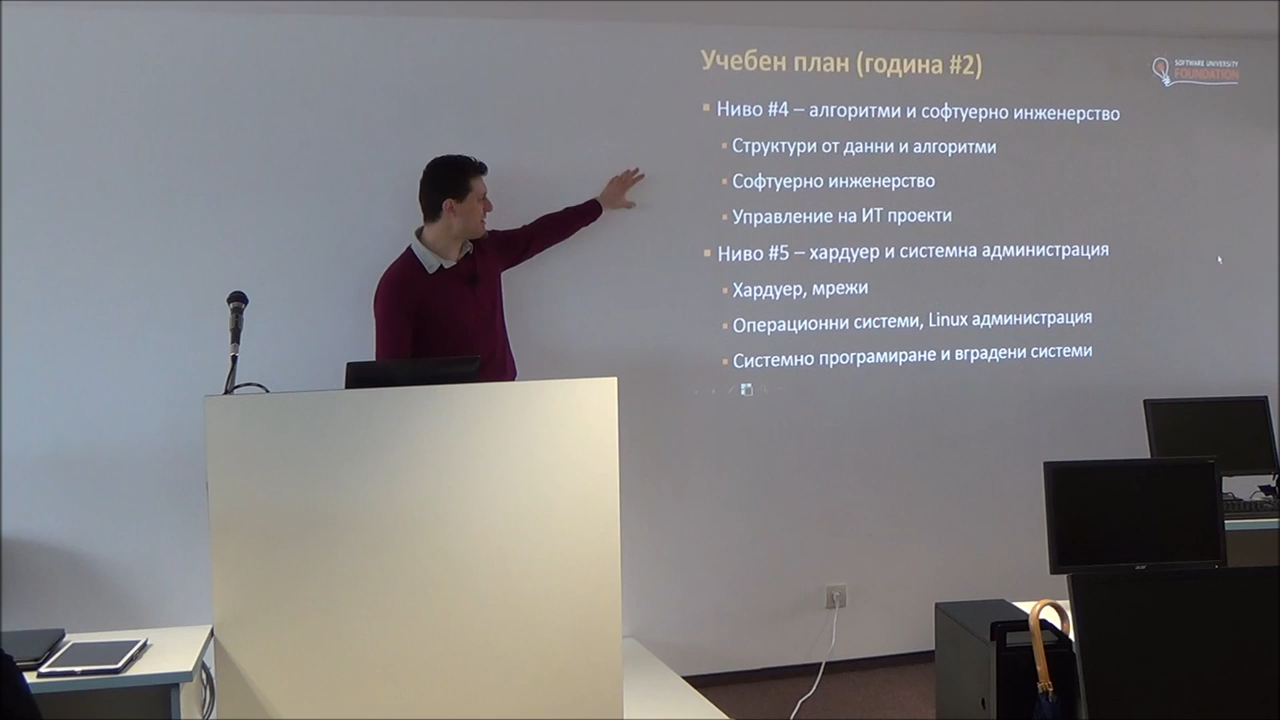 Учебен план (година #2)
SOFTWARE UNIVERSITY
FOUNDATION
Ниво #4 – алгоритми и софтуерно инженерство
Структури от данни и алгоритми
Софтуерно инженерство
Управление на ИТ проекти
Ниво #5 – хардуер и системна администрация
Хардуер, мрежи
Операционни системи, Linux администрация
Системно програмиране и вградени системи
acer